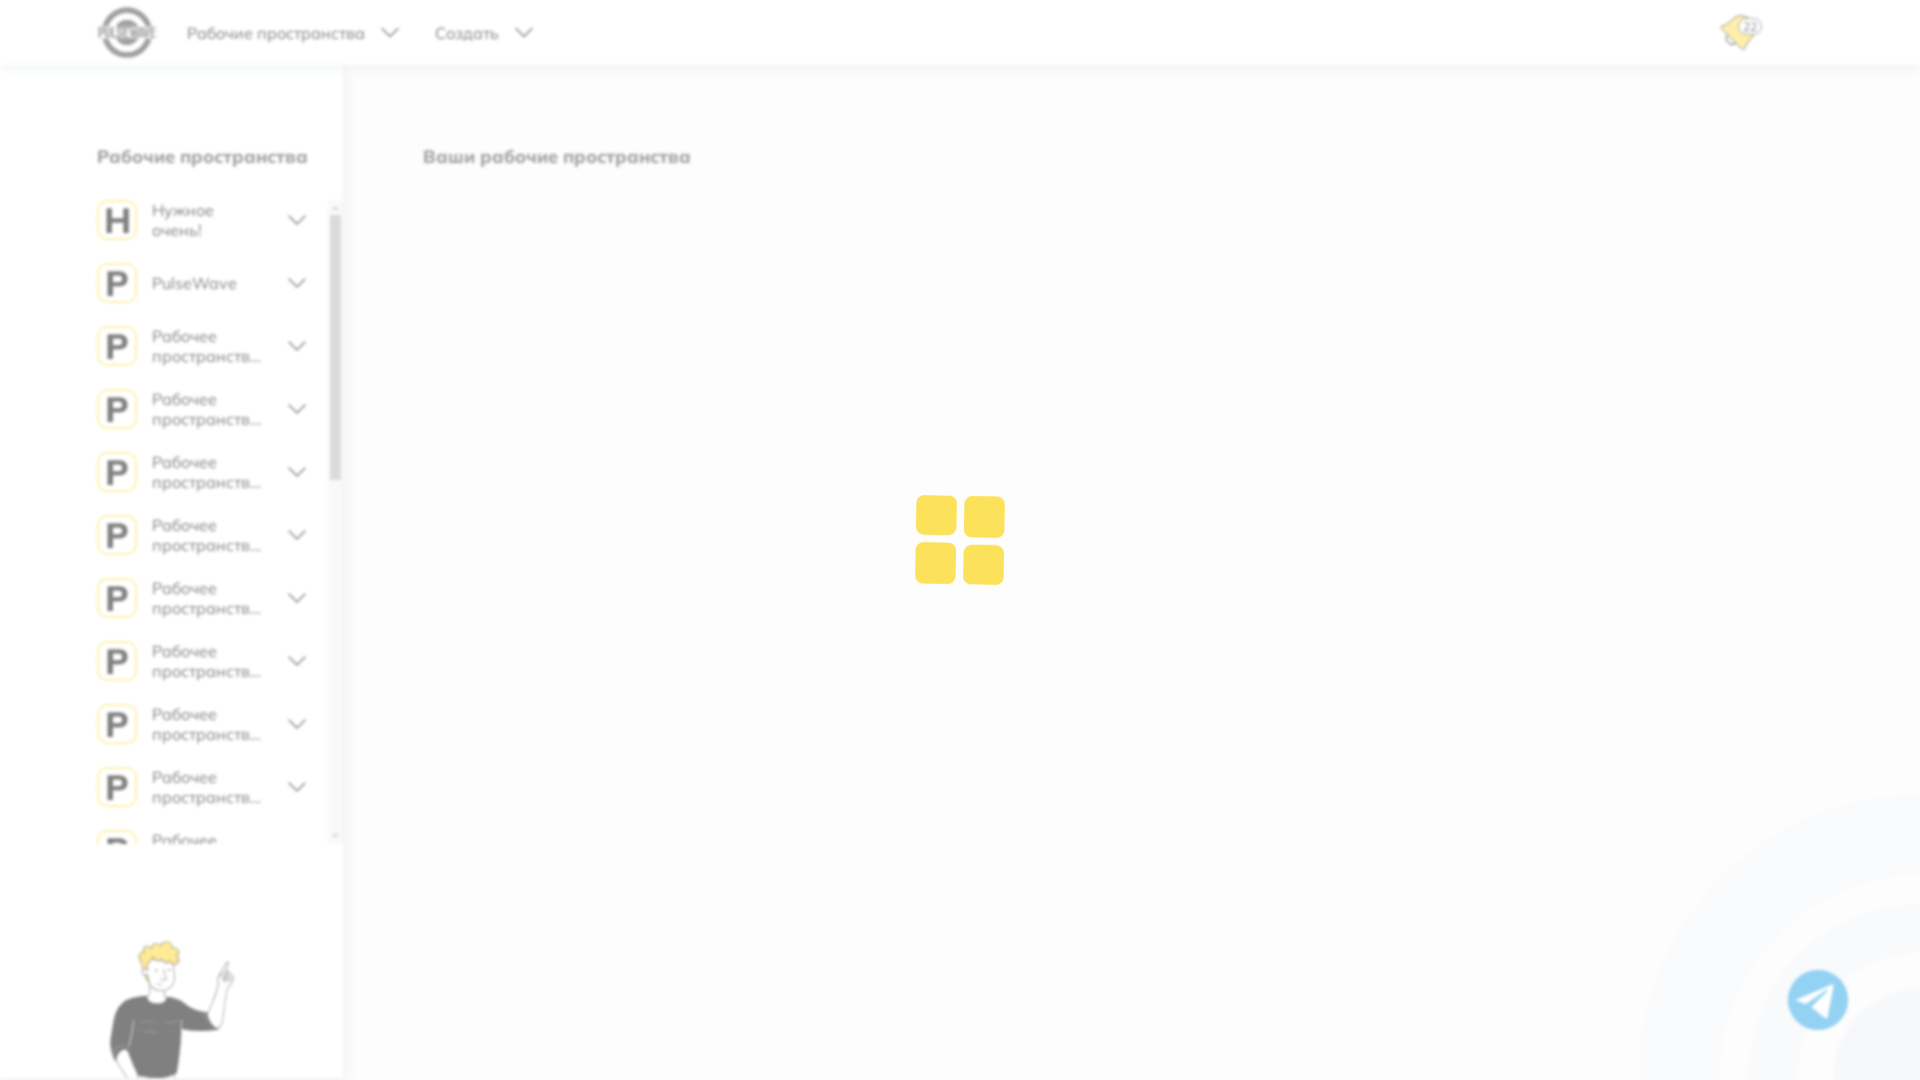 PULSEWAVE
Рабочие пространства
Создать
22
Рабочие пространства
Ваши рабочие пространства
Н
Нужное
очень!
P
PulseWave
Р
Рабочее
пространств...
Р
Рабочее
пространств...
Р
Рабочее
пространств...
Р
Рабочее
пространств...
Р
Рабочее
пространств...
Р
Рабочее
пространств...
Р
Рабочее
пространств...
Р
Рабочее
пространств...
Р
Рабочее